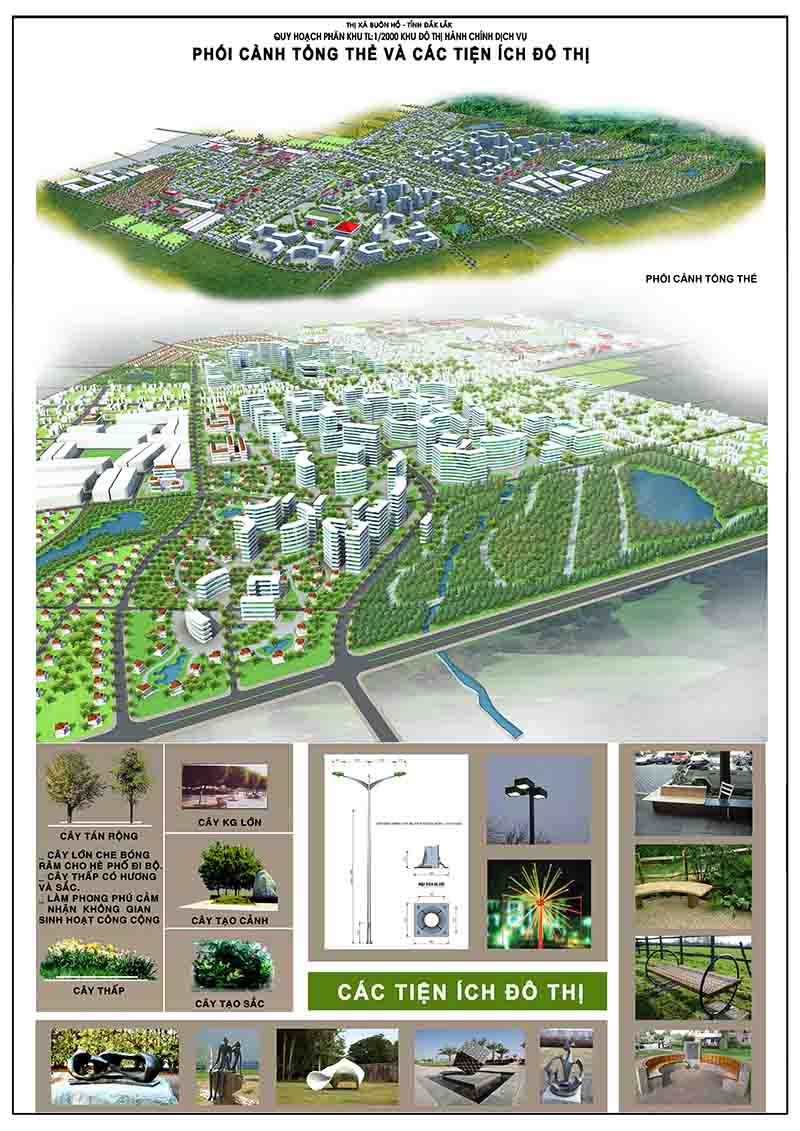 THỊ XÃ BUÔN HỒ - TỈNH ĐẮK LẮK
QUY HOẠCH PHÂN KHU TL:1/2000 KHU ĐÔ THỊ HÀNH CHÍNH DỊCH VỤ
PHỐI CẢNH TỔNG THỂ VÀ CÁC TIỆN ÍCH ĐÔ THỊ
PHỐI CẢNH TỔNG THỂ
CÂY TÁN RỘNG
_ CÂY LỚN CHE BÓNG
RÂM CHO HÈ PHỐ ĐI BỘ.
_ CÂY THẤP CÓ HƯƠNG
VÀ SẮC.
_ LÀM PHONG PHÚ CẢM
NHẬN KHÔNG GIAN
SINH HOẠT CÔNG CỘNG
CÂY THẤP
CÂY KG LỚN
CÂY TẠO CẢNH
CÂY TẠO SẮC
CÁC TIỆN ÍCH ĐÔ THỊ